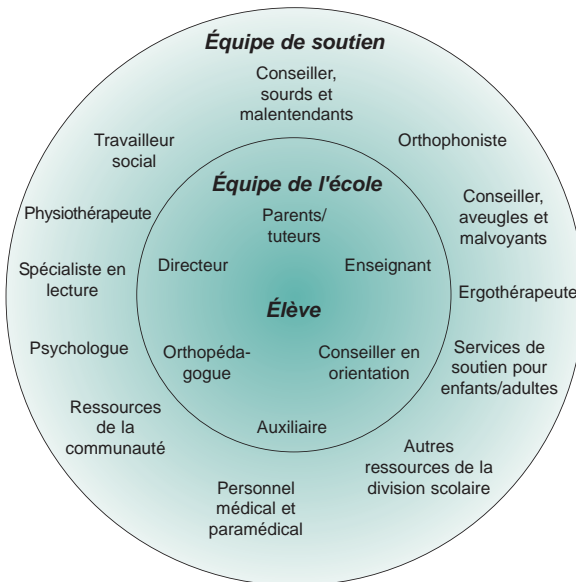 Équipe de soutien
Conseiller,
sourds et
malentendants
Travailleur
social
Orthophoniste
Équipe de l'école
Physiothérapeute
Parents/
tuteurs
Conseiller,
aveugles et
malvoyants
Spécialiste en
lecture
Directeur
Enseignant
Ergothérapeute
Élève
Psychologue
Orthopéda-
gogue
Conseiller en
orientation
Services de
soutien pour
enfants/adultes
Ressources
de la
communauté
Auxiliaire
Autres
ressources de la
division scolaire
Personnel
médical et
paramédical